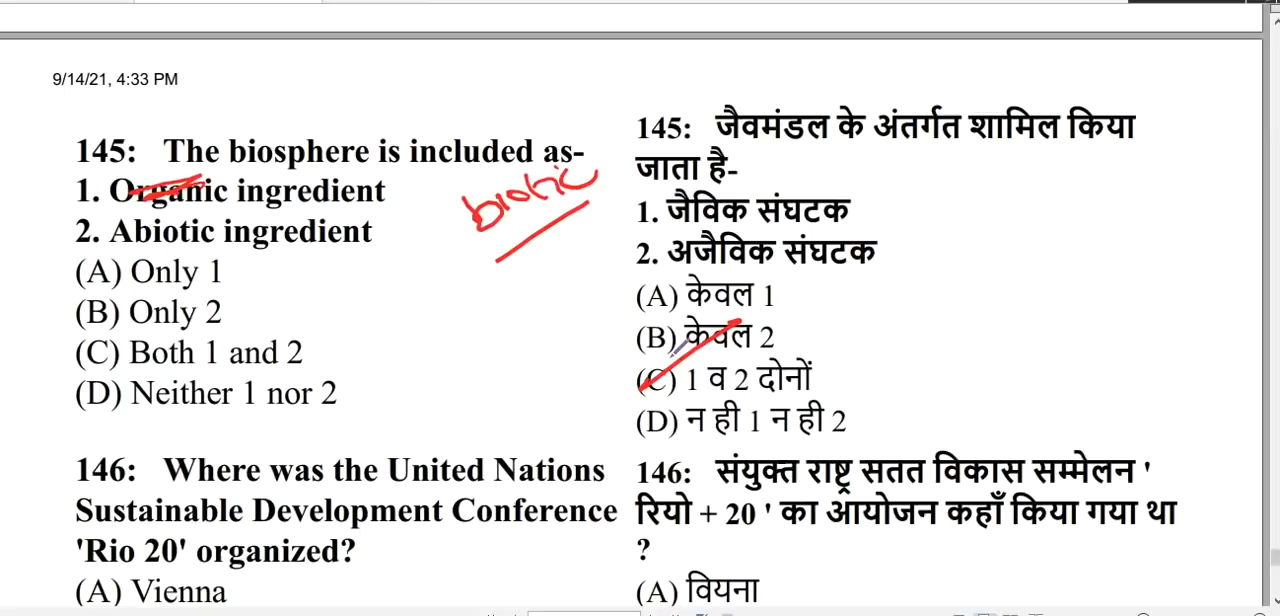 9/14/21, 4:33 PM
145: The biosphere is included as-
1. Organic ingredient
biotic
2. Abiotic ingredient
(A) Only 1
(B) Only 2
(C) Both 1 and 2
(D) Neither 1 nor 2
146: Where was the United Nations
Sustainable Development Conference
'Rio 20' organized?
(A) Vienna
145: जैवमंडल के अंतर्गत शामिल किया
जाता है-
1. जैविक संघटक
2. अजैविक संघटक
(A) केवल 1
(B) केवल 2
(C) 1 व 2 दोनों
(D) न ही 1 न ही 2
146: संयुक्त राष्ट्र सतत विकास सम्मेलन '
रियो + 20 ' का आयोजन कहाँ किया गया था
?
(A) वियना